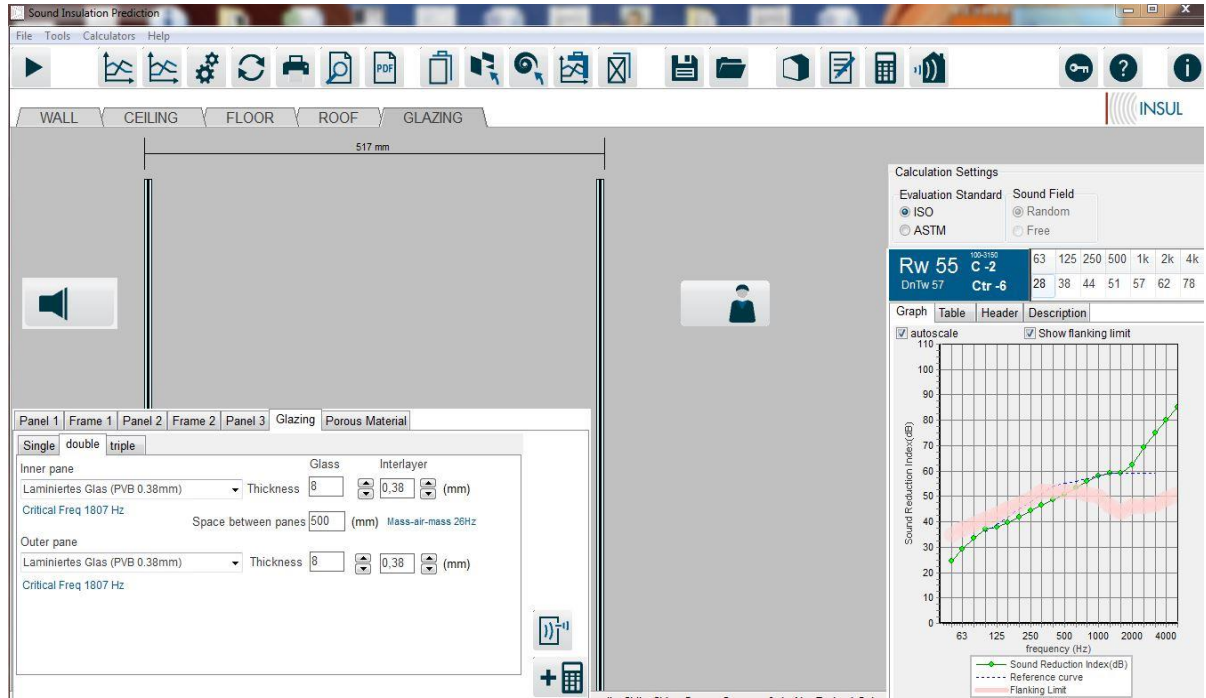 Sound Insulation Prediction
File Tools Calculators Help
PDF
WALL CEILING FLOOR ROOF GLAZING
INSUL
517 mm
Calculation Settings
Evaluation Standard Sound Field
ISO Random
ASTM Free
Rw 55 100-3150 C -2
DnTw 57 Ctr -6
63 125 250 500 1k 2k 4k
28 38 44 51 57 62 78
Graph Table Header Description
autoscale Show flanking limit
110
100
90
80
70
60
50
40
30
20
10
0
Sound Reduction Index(dB)
63 125 250 500 1000 2000 4000
frequency (Hz)
Sound Reduction Index(dB)
Reference curve
Flanking Limit
Panel 1 Frame 1 Panel 2 Frame 2 Panel 3 Glazing Porous Material
Single double triple
Inner pane Glass Interlayer
Laminiertes Glas (PVB 0.38mm) Thickness 8 0,38 (mm)
Critical Freq 1807 Hz
Space between panes 500 (mm) Mass-air-mass 26Hz
Outer pane
Laminiertes Glas (PVB 0.38mm) Thickness 8 0,38 (mm)
Critical Freq 1807 Hz